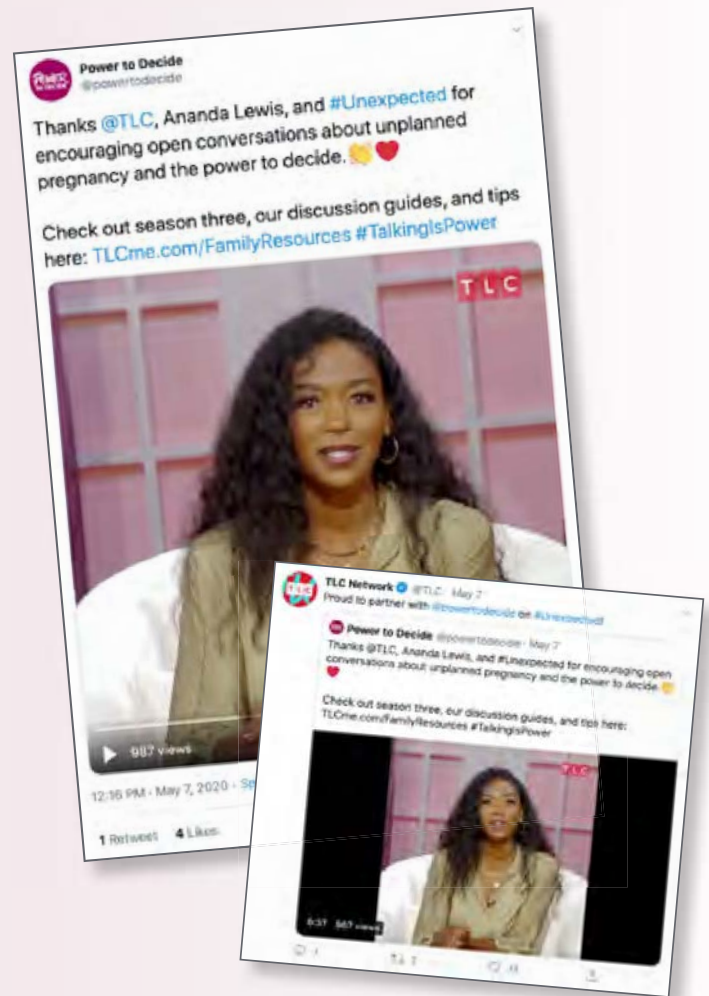 Power to Decide
@powertodecide
Thanks @TLC, Ananda Lewis, and #Unexpected for
encouraging open conversations about unplanned
pregnancy and the power to decide.👏❤️
Check out season three, our discussion guides, and tips
here: TLCme.com/FamilyResources #TalkingIsPower
TLC
987 views
12:16 PM · May 7, 2020 · Sp
1 Retweet 4 Likes
TLC Network @TLC · May 7
Proud to partner with @powertodecide on #Unexpected!
Power to Decide @powertodecide · May 7
Thanks @TLC, Ananda Lewis, and #Unexpected for encouraging open
conversations about unplanned pregnancy and the power to decide.👏
❤️
Check out season three, our discussion guides, and tips here:
TLCme.com/FamilyResources #TalkingIsPower
TLC
views